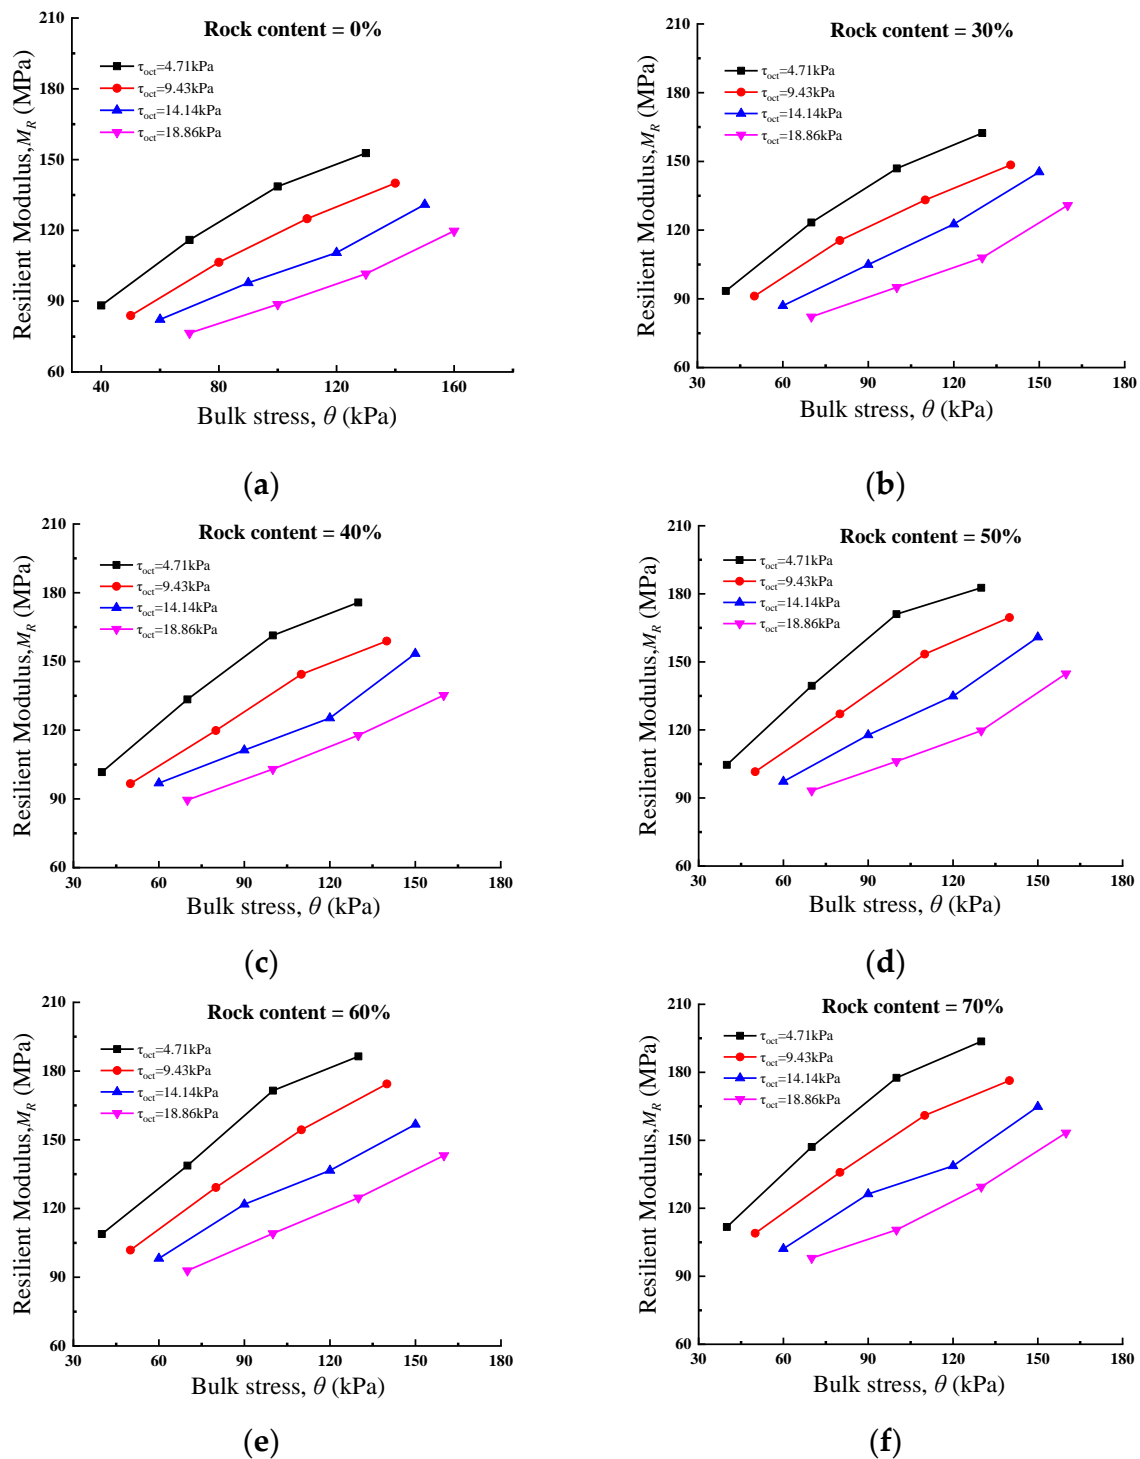 Rock content = 0%
τoct=4.71kPa
τoct=9.43kPa
τoct=14.14kPa
τoct=18.86kPa
Resilient Modulus,MR (MPa)
210
180
150
120
90
60
40 80 120 160
Bulk stress, θ (kPa)
(a)
Rock content = 30%
τoct=4.71kPa
τoct=9.43kPa
τoct=14.14kPa
τoct=18.86kPa
Resilient Modulus,MR (MPa)
210
180
150
120
90
60
30 60 90 120 150 180
Bulk stress, θ (kPa)
(b)
Rock content = 40%
τoct=4.71kPa
τoct=9.43kPa
τoct=14.14kPa
τoct=18.86kPa
Resilient Modulus,MR (MPa)
210
180
150
120
90
60
30 60 90 120 150 180
Bulk stress, θ (kPa)
(c)
Rock content = 50%
τoct=4.71kPa
τoct=9.43kPa
τoct=14.14kPa
τoct=18.86kPa
Resilient Modulus,MR (MPa)
210
180
150
120
90
60
30 60 90 120 150 180
Bulk stress, θ (kPa)
(d)
Rock content = 60%
τoct=4.71kPa
τoct=9.43kPa
τoct=14.14kPa
τoct=18.86kPa
Resilient Modulus,MR (MPa)
210
180
150
120
90
60
30 60 90 120 150 180
Bulk stress, θ (kPa)
(e)
Rock content = 70%
τoct=4.71kPa
τoct=9.43kPa
τoct=14.14kPa
τoct=18.86kPa
Resilient Modulus,MR (MPa)
210
180
150
120
90
60
30 60 90 120 150 180
Bulk stress, θ (kPa)
(f)